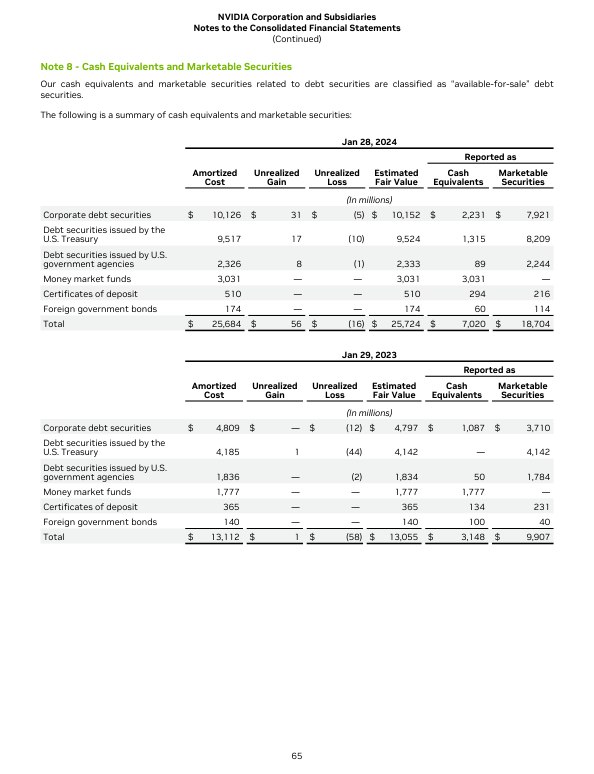 NVIDIA Corporation and Subsidiaries
Notes to the Consolidated Financial Statements
(Continued)
Note 8 - Cash Equivalents and Marketable Securities
Our cash equivalents and marketable securities related to debt securities are classified as “available-for-sale” debt
securities.
The following is a summary of cash equivalents and marketable securities:
Jan 28, 2024
Reported as
Amortized Cost Unrealized Gain Unrealized Loss Estimated Fair Value Cash Equivalents Marketable Securities
(In millions)
Corporate debt securities $ 10,126 $ 31 $ (5) $ 10,152 $ 2,231 $ 7,921
Debt securities issued by the
U.S. Treasury 9,517 17 (10) 9,524 1,315 8,209
Debt securities issued by U.S.
government agencies 2,326 8 (1) 2,333 89 2,244
Money market funds 3,031 — — 3,031 3,031 —
Certificates of deposit 510 — — 510 294 216
Foreign government bonds 174 — — 174 60 114
Total $ 25,684 $ 56 $ (16) $ 25,724 $ 7,020 $ 18,704
Jan 29, 2023
Reported as
Amortized Cost Unrealized Gain Unrealized Loss Estimated Fair Value Cash Equivalents Marketable Securities
(In millions)
Corporate debt securities $ 4,809 $ — $ (12) $ 4,797 $ 1,087 $ 3,710
Debt securities issued by the
U.S. Treasury 4,185 1 (44) 4,142 — 4,142
Debt securities issued by U.S.
government agencies 1,836 — (2) 1,834 50 1,784
Money market funds 1,777 — — 1,777 1,777 —
Certificates of deposit 365 — — 365 134 231
Foreign government bonds 140 — — 140 100 40
Total $ 13,112 $ 1 $ (58) $ 13,055 $ 3,148 $ 9,907
65